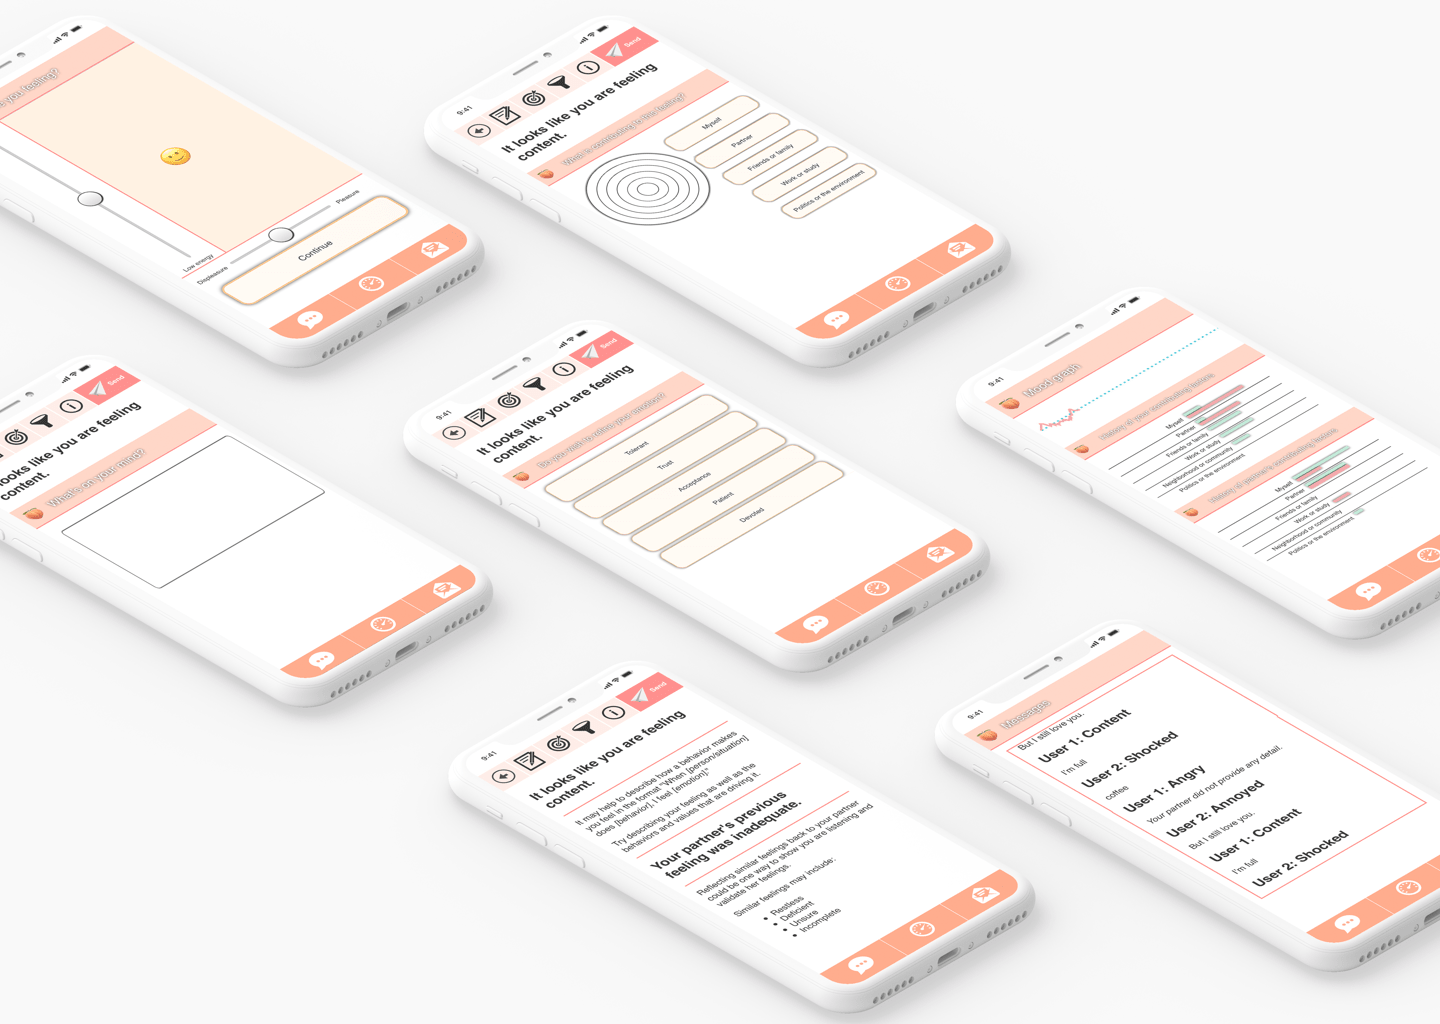 you feeling?
Low energy
Displeasure
Pleasure
Continue
9:41
Send
It looks like you are feeling
content.
What is contributing to this feeling?
Myself
Partner
Friends or family
Work or study
Politics or the environment
Send
looks like you are feeling
content.
What's on your mind?
9:41
Send
It looks like you are feeling
content.
Do you wish to refine your emotion?
Tolerant
Trust
Acceptance
Patient
Devoted
9:41
Mood graph
History of your contributing factors
Myself
Partner
Friends or family
Work or study
Neighborhood or community
Politics or the environment
History of partner's contributing factors
Myself
Partner
Friends or family
Work or study
Neighborhood or community
Politics or the environment
9:41
Send
It looks like you are feeling
content.
It may help to describe how a behavior makes
you feel in the format "When [person/situation]
does [behavior], I feel [emotion]."
Try describing your feeling as well as the
behaviors and values that are driving it.
Your partner's previous
feeling was inadequate.
Reflecting similar feelings back to your partner
could be one way to show you are listening and
validate her feelings.
Similar feelings may include:
• Restless
• Deficient
• Unsure
• Incomplete
9:41
Messages
But I still love you.
User 1: Content
I'm full
User 2: Shocked
coffee
User 1: Angry
Your partner did not provide any detail.
User 2: Annoyed
But I still love you.
User 1: Content
I'm full
User 2: Shocked